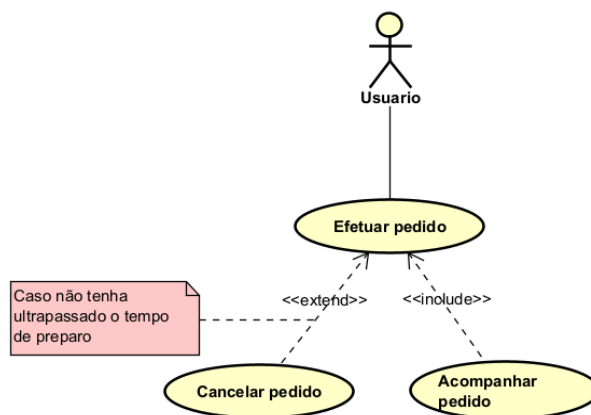 Usuario
Efetuar pedido
Caso não tenha
ultrapassado o tempo
de preparo
<<extend>>
<<include>>
Cancelar pedido
Acompanhar
pedido